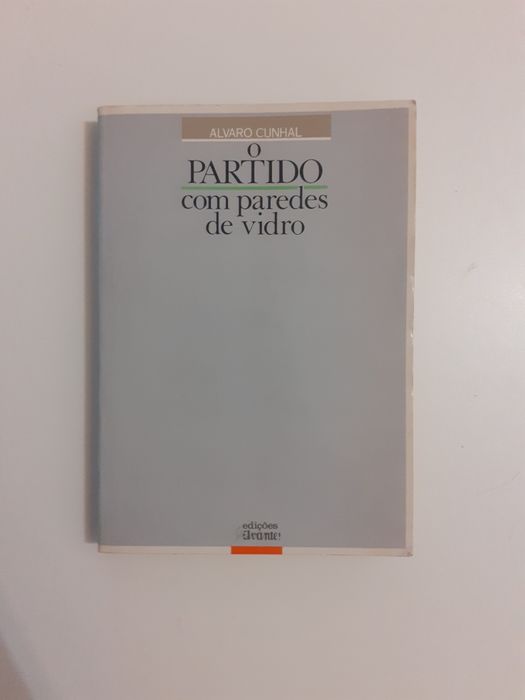 ALVARO CUNHAL
O
PARTIDO
com paredes
de vidro
edições
Avante!